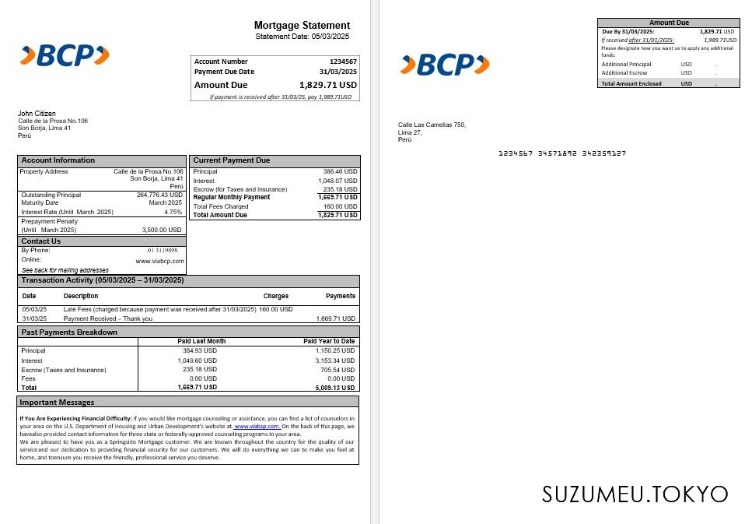 Mortgage Statement
Statement Date: 05/03/2025
BCP
Account Number 1234567
Payment Due Date 31/03/2025
Amount Due 1,829.71 USD
If payment is received after 31/03/25, pay 1,989.71USD
John Citizen
Calle de la Prosa No.106
San Borja, Lima 41
Perú
Account Information
Property Address Calle de la Prosa No.106
San Borja, Lima 41
Perú
Outstanding Principal 264,776.43 USD
Maturity Date March 2025
Interest Rate (Until March 2025) 4.75%
Prepayment Penalty
(Until March 2025) 3,500.00 USD
Contact Us
By Phone: 01 3119898
Online: www.viabcp.com
See back for mailing addresses
Current Payment Due
Principal 386.46 USD
Interest 1,048.07 USD
Escrow (for Taxes and Insurance) 235.18 USD
Regular Monthly Payment 1,669.71 USD
Total Fees Charged 160.00 USD
Total Amount Due 1,829.71 USD
Transaction Activity (05/03/2025 – 31/03/2025)
Date Description Charges Payments
05/03/25 Late Fees (charged because payment was received after 31/03/2025) 160.00 USD
31/03/25 Payment Received – Thank you 1,669.71 USD
Past Payments Breakdown
Paid Last Month Paid Year to Date
Principal 384.93 USD 1,150.25 USD
Interest 1,049.60 USD 3,153.34 USD
Escrow (Taxes and Insurance) 235.18 USD 705.54 USD
Fees 0.00 USD 0.00 USD
Total 1,669.71 USD 5,009.13 USD
Important Messages
If You Are Experiencing Financial Difficulty: if you would like mortgage counseling or assistance, you can find a list of counselors in
your area on the U.S. Department of Housing and Urban Development's website at www.viabcp.com. On the back of this page, we
havealso provided contact information for three state or federally-approved counseling programs in your area.
We are pleased to have you as a Springside Mortgage customer. We are known throughout the country for the quality of our
serviceand our dedication to providing financial security for our customers. We will do everything we can to make you feel at
home, and toensure you receive the friendly, professional service you deserve.
BCP
Amount Due
Due By 31/03/2025: 1,829.71 USD
If received after 31/01/2025: 1,989.71USD
Please designate how you want us to apply any additional
funds.
Additional Principal USD .
Additional Escrow USD .
Total Amount Enclosed USD .
Calle Las Camelias 750,
Lima 27,
Perú
1234567 34571892 342359127
SUZUMEU.TOKYO